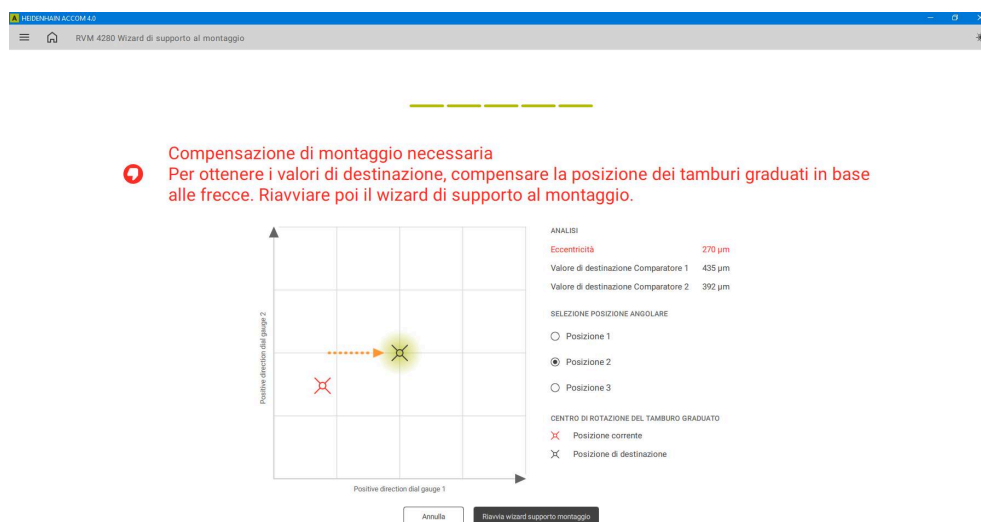 HEIDENHAIN ACCOM 4.0
RVM 4280 Wizard di supporto al montaggio
Compensazione di montaggio necessaria
Per ottenere i valori di destinazione, compensare la posizione dei tamburi graduati in base
alle frecce. Riavviare poi il wizard di supporto al montaggio.
Positive direction dial gauge 2
Positive direction dial gauge 1
ANALISI
Eccentricità 270 µm
Valore di destinazione Comparatore 1 435 µm
Valore di destinazione Comparatore 2 392 µm
SELEZIONE POSIZIONE ANGOLARE
Posizione 1
Posizione 2
Posizione 3
CENTRO DI ROTAZIONE DEL TAMBURO GRADUATO
Posizione corrente
Posizione di destinazione
Annulla
Riavvia wizard supporto montaggio